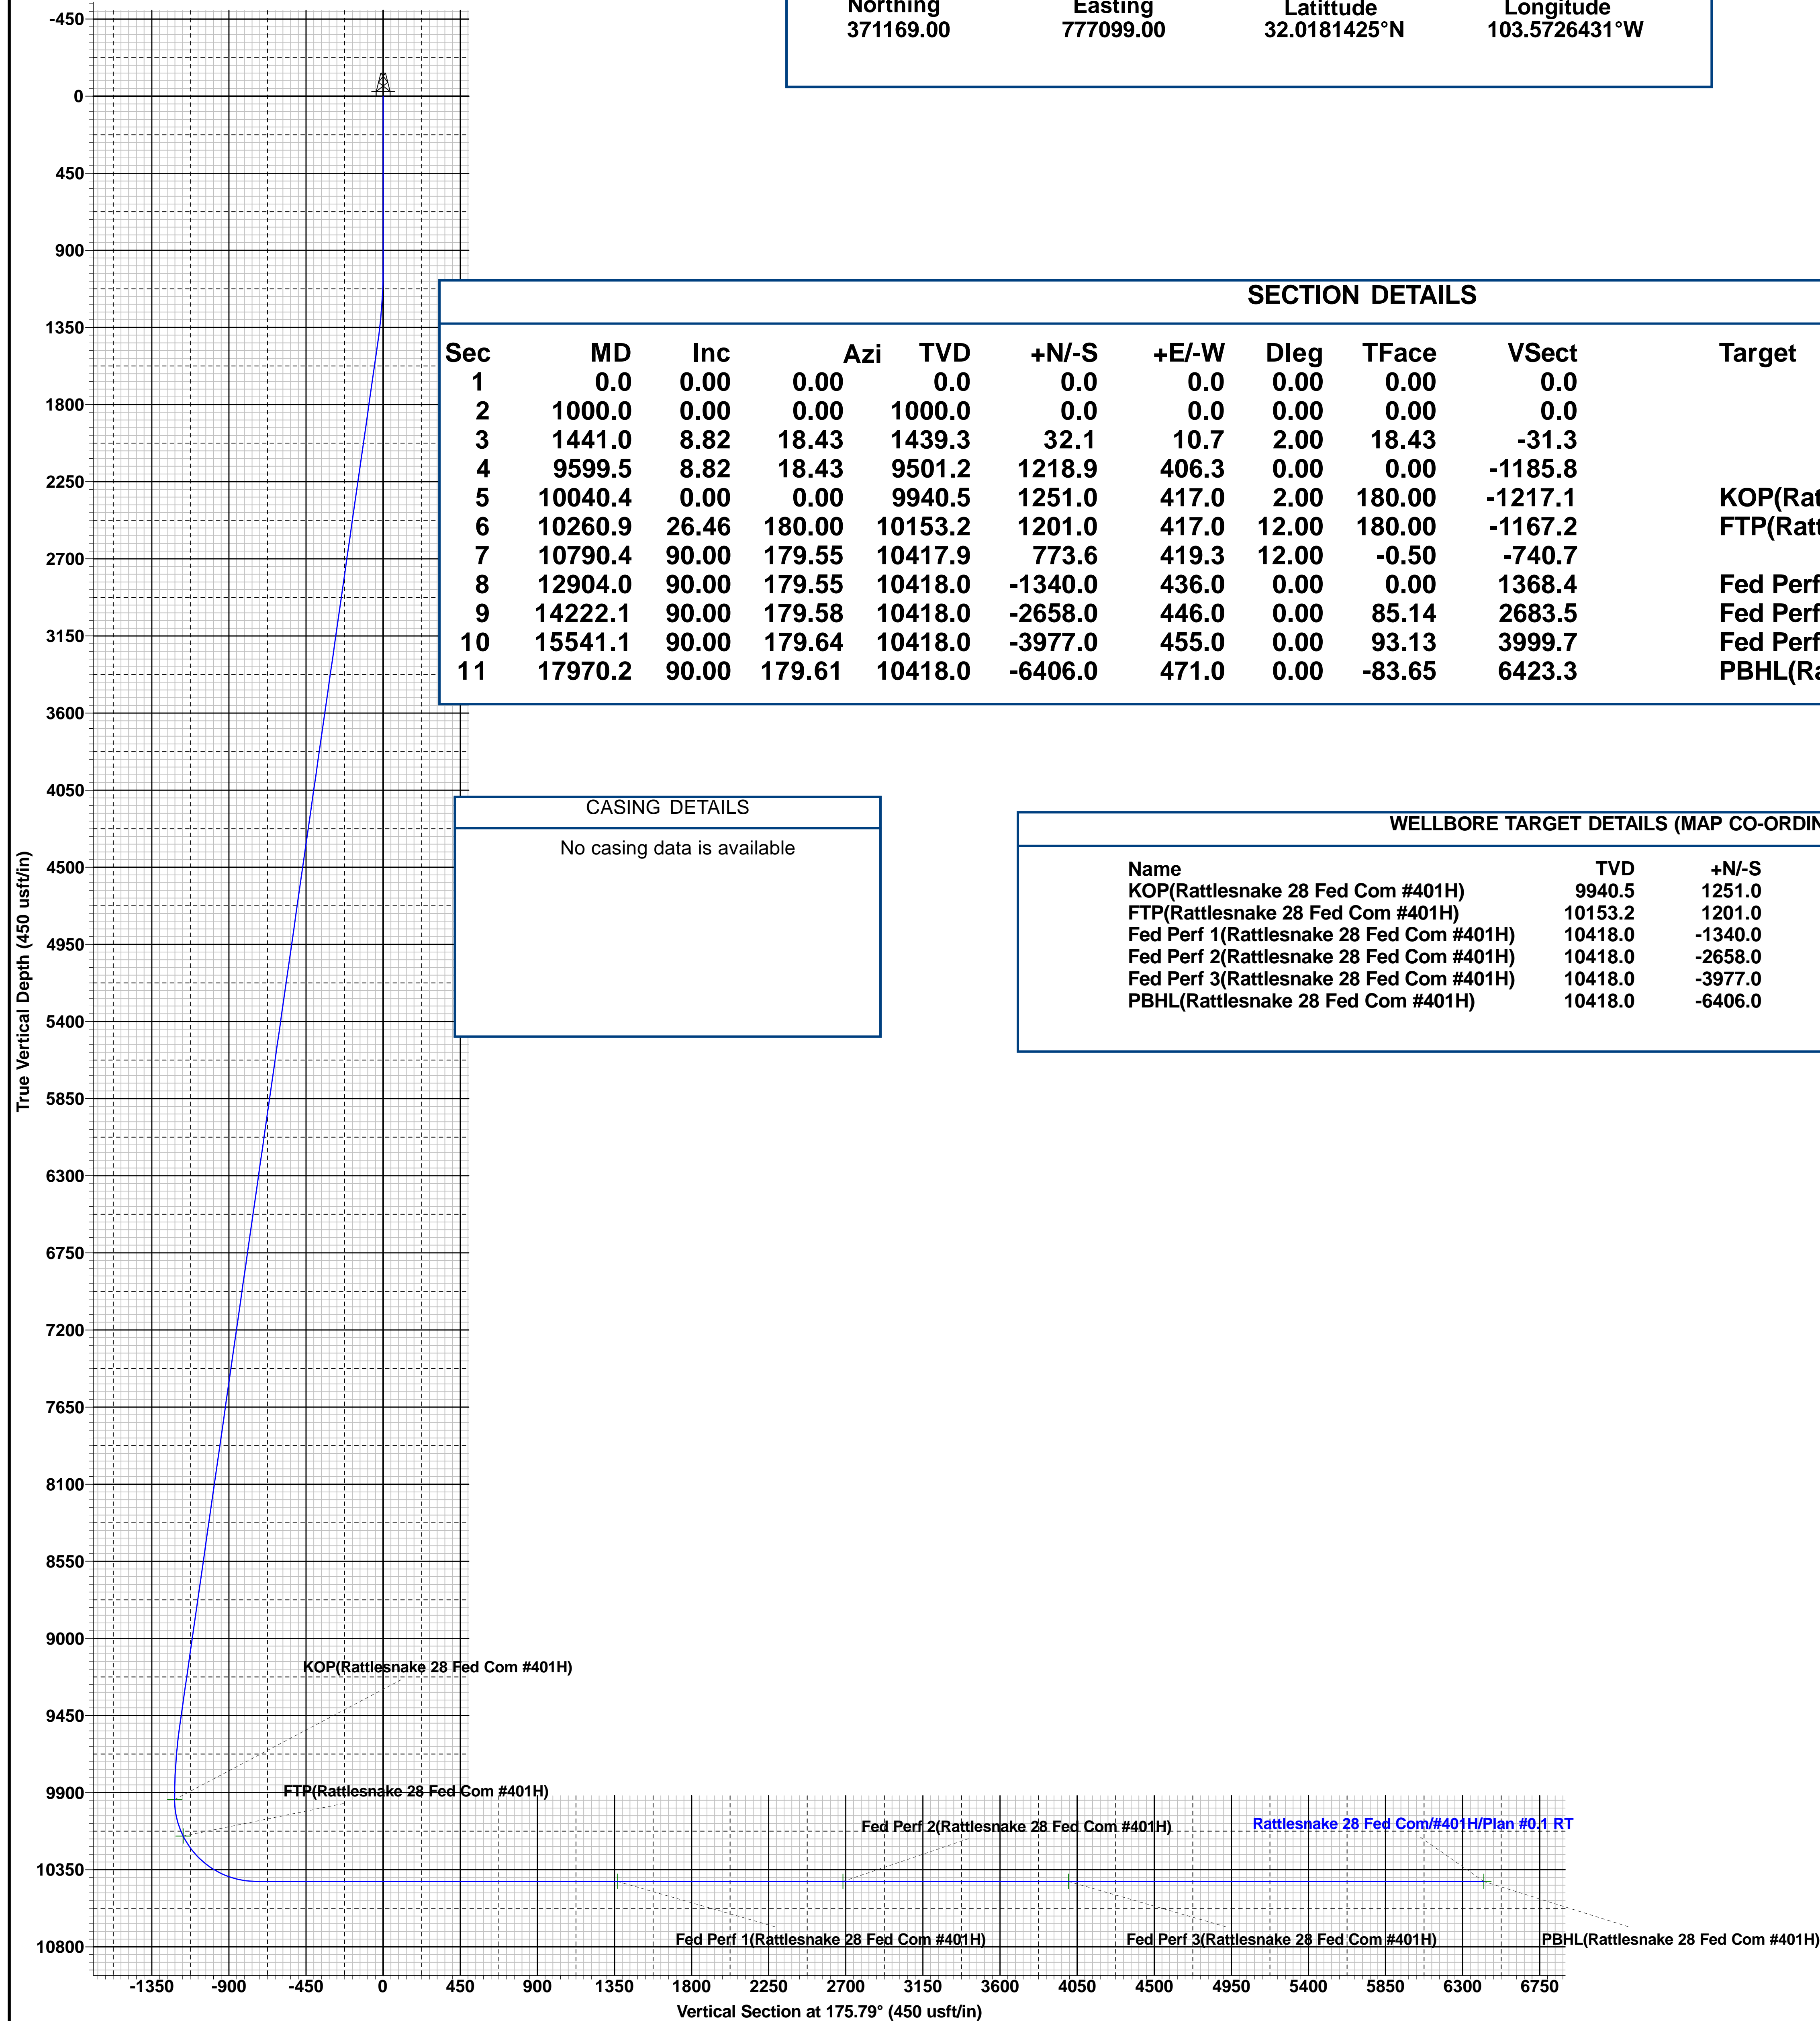 Northing Easting Latittude Longitude
371169.00 777099.00 32.0181425°N 103.5726431°W
-450
0
450
900
1350
1800
2250
2700
3150
3600
4050
4500
4950
5400
5850
6300
6750
7200
7650
8100
8550
9000
9450
9900
10350
10800
True Vertical Depth (450 usft/in)
SECTION DETAILS
Sec MD Inc Azi TVD +N/-S +E/-W Dleg TFace VSect Target
1 0.0 0.00 0.00 0.0 0.0 0.0 0.00 0.00 0.0
2 1000.0 0.00 0.00 1000.0 0.0 0.0 0.00 0.00 0.0
3 1441.0 8.82 18.43 1439.3 32.1 10.7 2.00 18.43 -31.3
4 9599.5 8.82 18.43 9501.2 1218.9 406.3 0.00 0.00 -1185.8
5 10040.4 0.00 0.00 9940.5 1251.0 417.0 2.00 180.00 -1217.1 KOP(Rat
6 10260.9 26.46 180.00 10153.2 1201.0 417.0 12.00 180.00 -1167.2 FTP(Ratt
7 10790.4 90.00 179.55 10417.9 773.6 419.3 12.00 -0.50 -740.7
8 12904.0 90.00 179.55 10418.0 -1340.0 436.0 0.00 0.00 1368.4 Fed Perf
9 14222.1 90.00 179.58 10418.0 -2658.0 446.0 0.00 85.14 2683.5 Fed Perf
10 15541.1 90.00 179.64 10418.0 -3977.0 455.0 0.00 93.13 3999.7 Fed Perf
11 17970.2 90.00 179.61 10418.0 -6406.0 471.0 0.00 -83.65 6423.3 PBHL(Ra
CASING DETAILS
No casing data is available
WELLBORE TARGET DETAILS (MAP CO-ORDIN
Name TVD +N/-S
KOP(Rattlesnake 28 Fed Com #401H) 9940.5 1251.0
FTP(Rattlesnake 28 Fed Com #401H) 10153.2 1201.0
Fed Perf 1(Rattlesnake 28 Fed Com #401H) 10418.0 -1340.0
Fed Perf 2(Rattlesnake 28 Fed Com #401H) 10418.0 -2658.0
Fed Perf 3(Rattlesnake 28 Fed Com #401H) 10418.0 -3977.0
PBHL(Rattlesnake 28 Fed Com #401H) 10418.0 -6406.0
KOP(Rattlesnake 28 Fed Com #401H)
FTP(Rattlesnake 28 Fed Com #401H)
Fed Perf 2(Rattlesnake 28 Fed Com #401H)
Rattlesnake 28 Fed Com/#401H/Plan #0.1 RT
Fed Perf 1(Rattlesnake 28 Fed Com #401H)
Fed Perf 3(Rattlesnake 28 Fed Com #401H)
PBHL(Rattlesnake 28 Fed Com #401H)
-1350 -900 -450 0 450 900 1350 1800 2250 2700 3150 3600 4050 4500 4950 5400 5850 6300 6750
Vertical Section at 175.79° (450 usft/in)